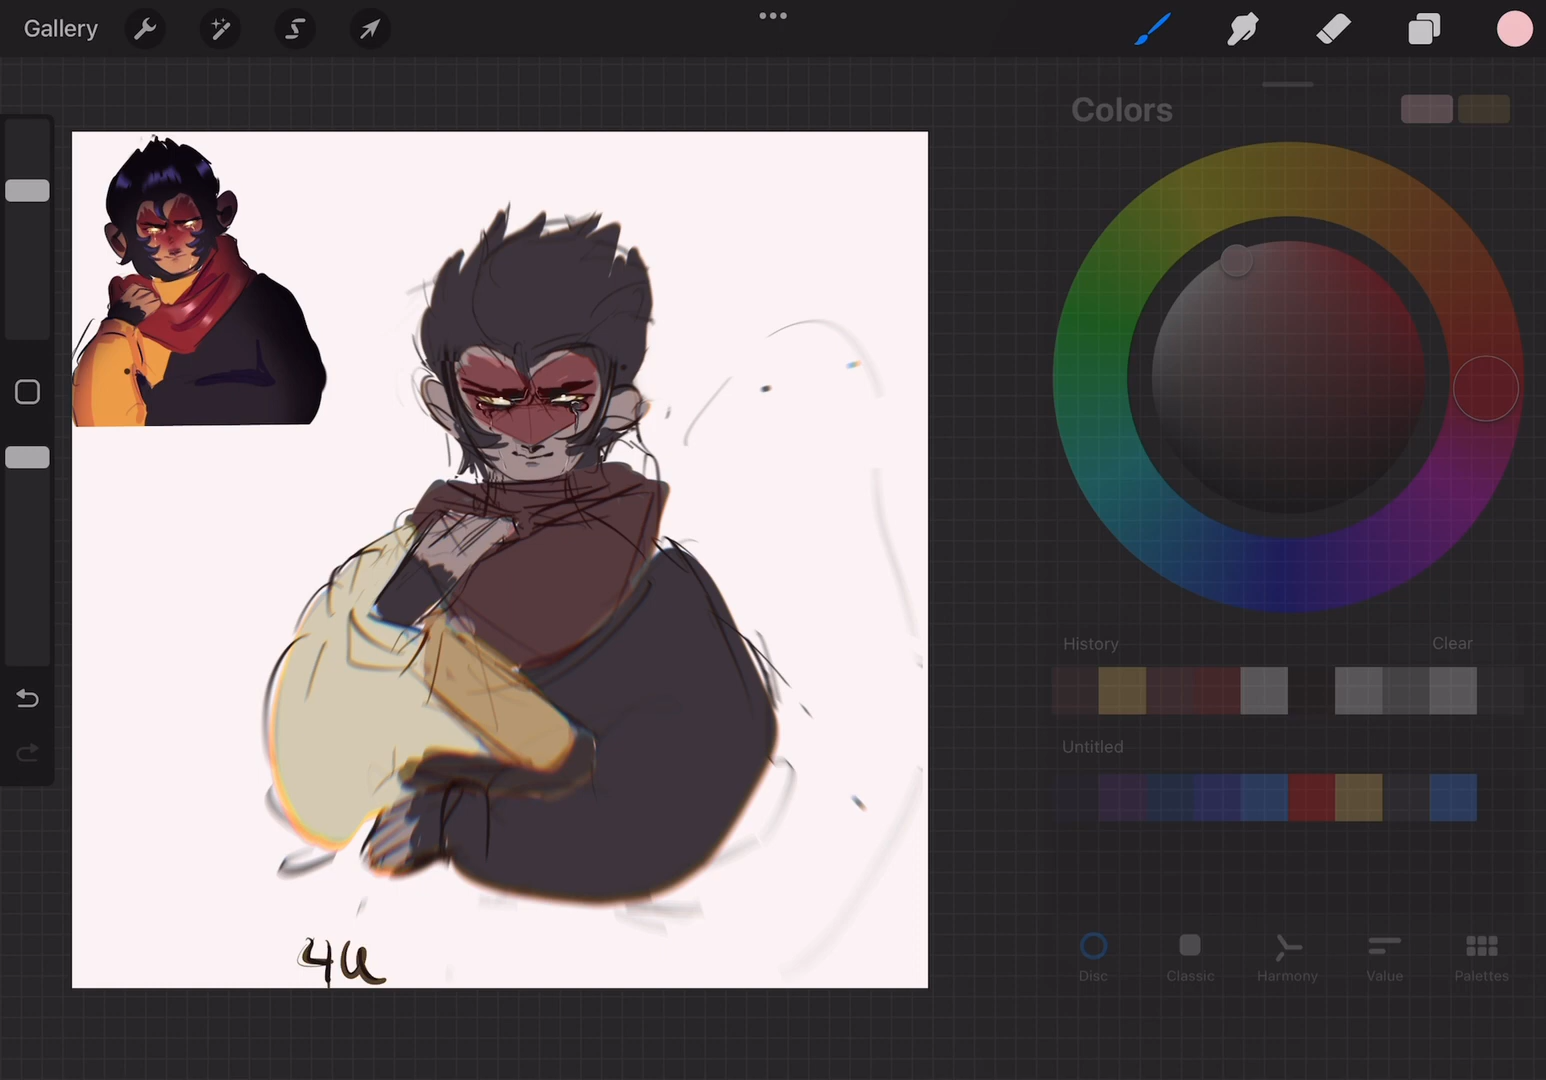 Gallery
Colors
History
Clear
Untitled
Disc
Classic
Harmony
Value
Palettes
4u